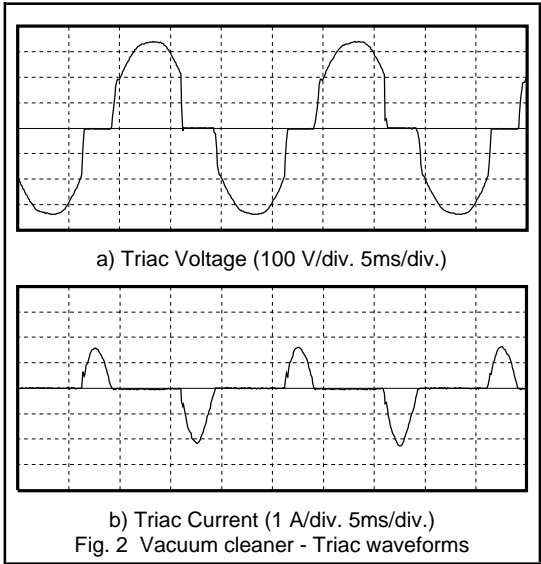 a) Triac Voltage (100 V/div. 5ms/div.)
b) Triac Current (1 A/div. 5ms/div.)
Fig. 2 Vacuum cleaner - Triac waveforms